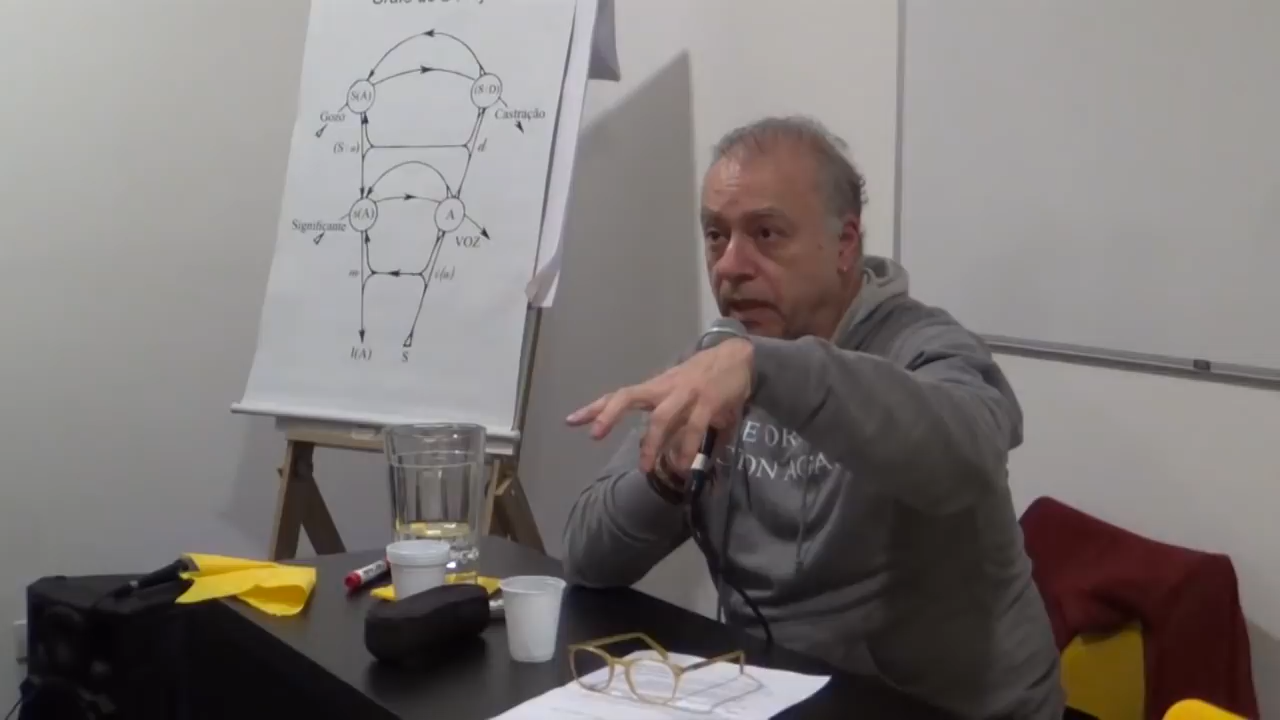 S(A)
(S◊D)
Gozo
Castração
(S◊a)
d
s(A)
A
Significante
VOZ
m
i(a)
I(A)
S